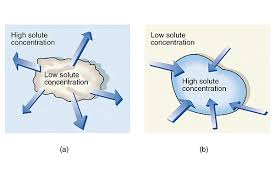 High solute
concentration
Low solute
concentration
(a)
Low solute
concentration
High solute
concentration
(b)